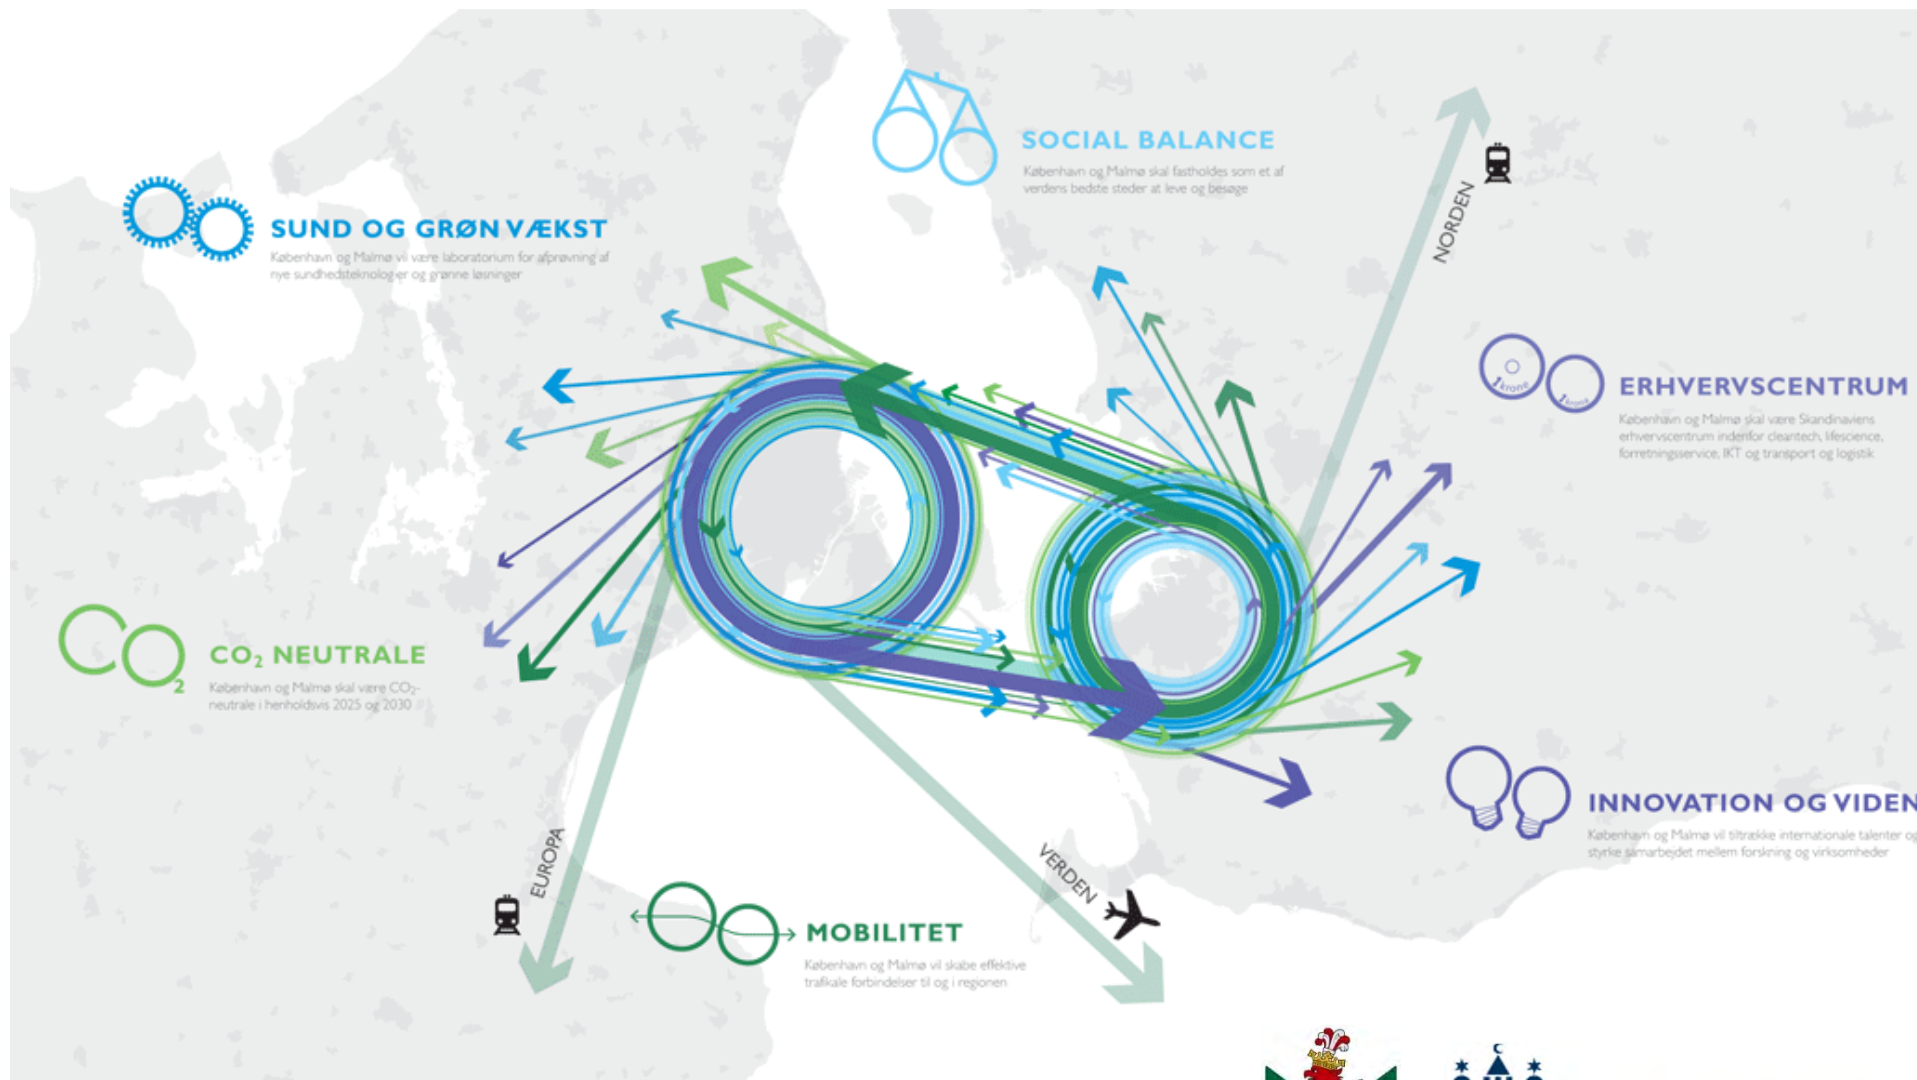 SOCIAL BALANCE
København og Malmø skal fastholdes som et af
verdens bedste steder at leve og besøge
NORDEN
SUND OG GRØN VÆKST
København og Malmø vil være laboratorium for afprøvning af
nye sundhedsteknologier og grønne løsninger
1 krone
1 krone
ERHVERVSCENTRUM
København og Malmø skal være Skandinaviens
erhvervscentrum indenfor cleantech, lifescience,
forretningsservice, IKT og transport og logistik
CO₂
CO₂ NEUTRALE
København og Malmø skal være CO₂-
neutrale i henholdsvis 2025 og 2030
INNOVATION OG VIDEN
København og Malmø vil tiltrække internationale talenter og
styrke samarbejdet mellem forskning og virksomheder
EUROPA
VERDEN
MOBILITET
København og Malmø vil skabe effektive
trafikale forbindelser til og i regionen